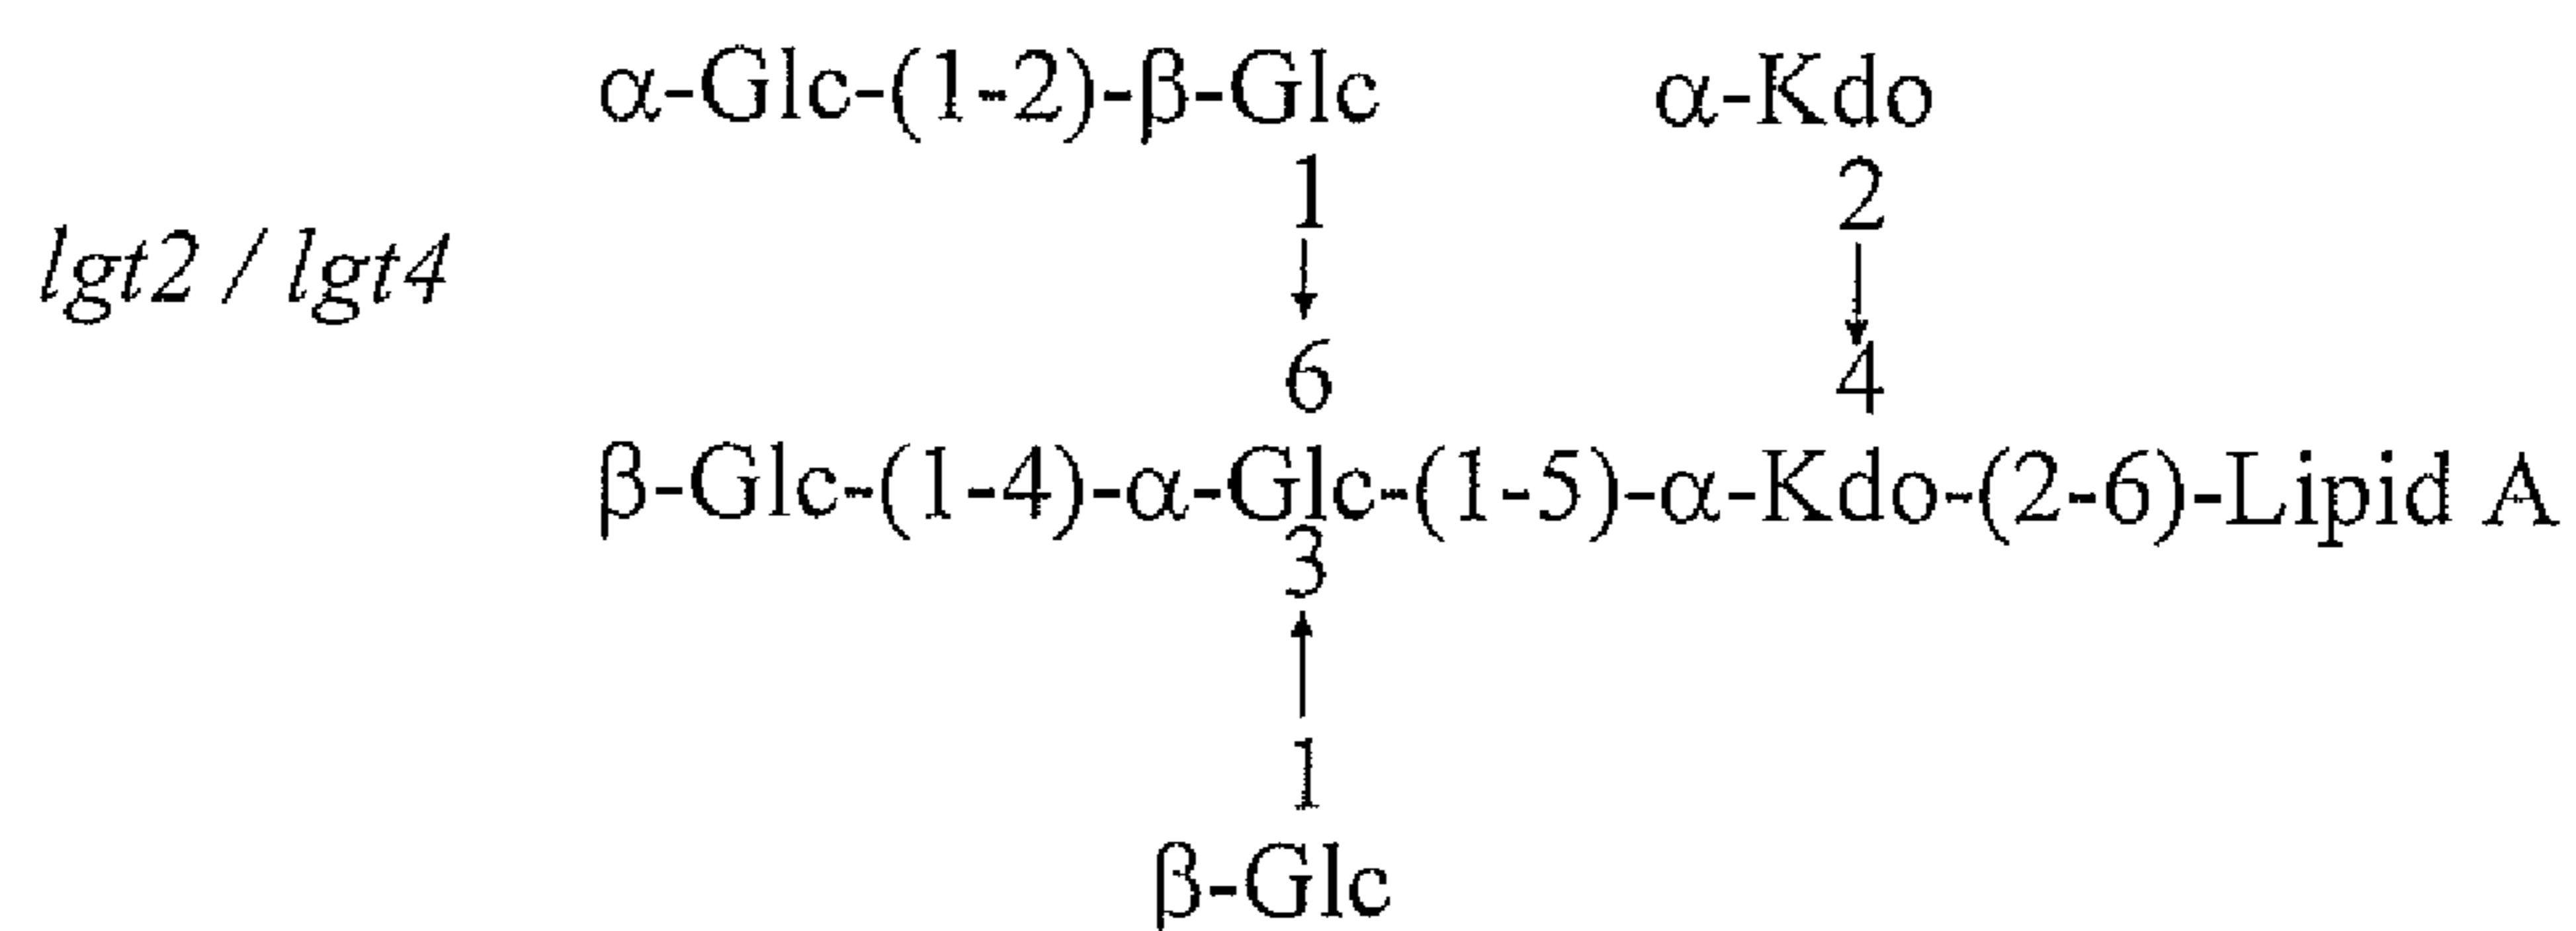 α-Glc-(1-2)-β-Glc α-Kdo
1 2
lgt2 / lgt4
6 4
β-Glc-(1-4)-α-Glc-(1-5)-α-Kdo-(2-6)-Lipid A
3
1
β-Glc